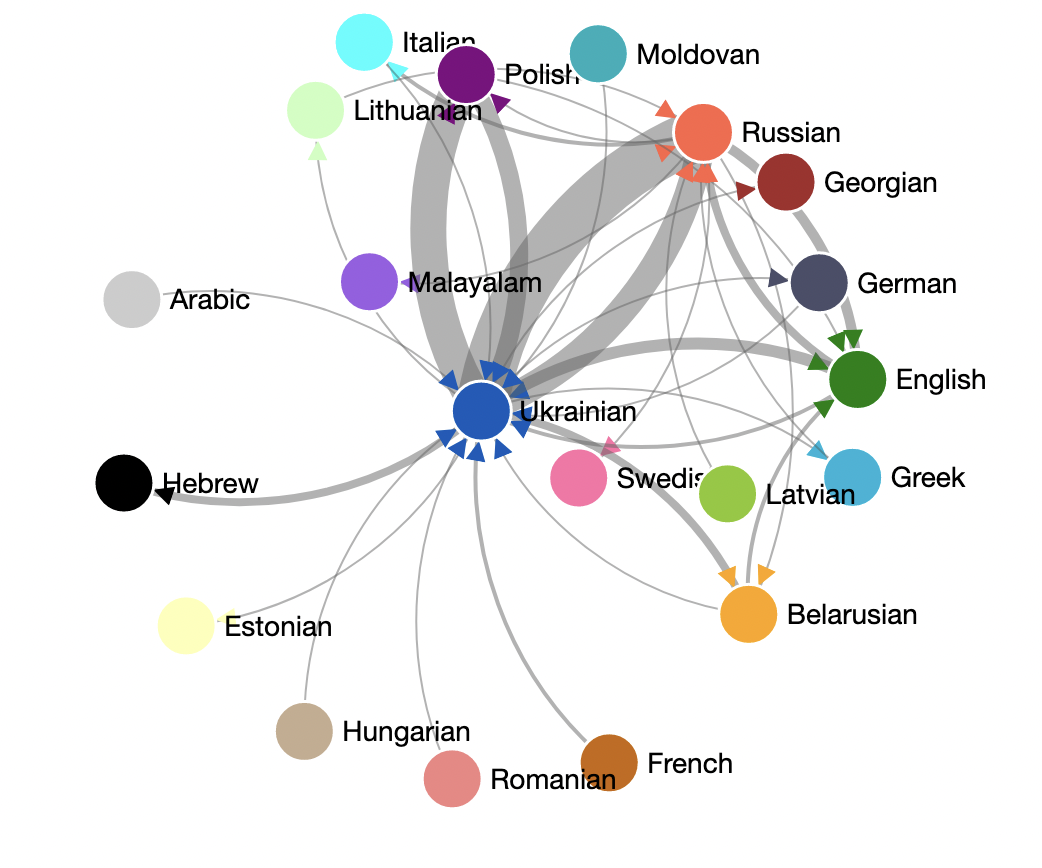 Italian
Polish
Moldovan
Lithuanian
Russian
Georgian
Malayalam
German
Arabic
English
Ukrainian
Hebrew
Swedis
Latvian
Greek
Estonian
Belarusian
Hungarian
Romanian
French